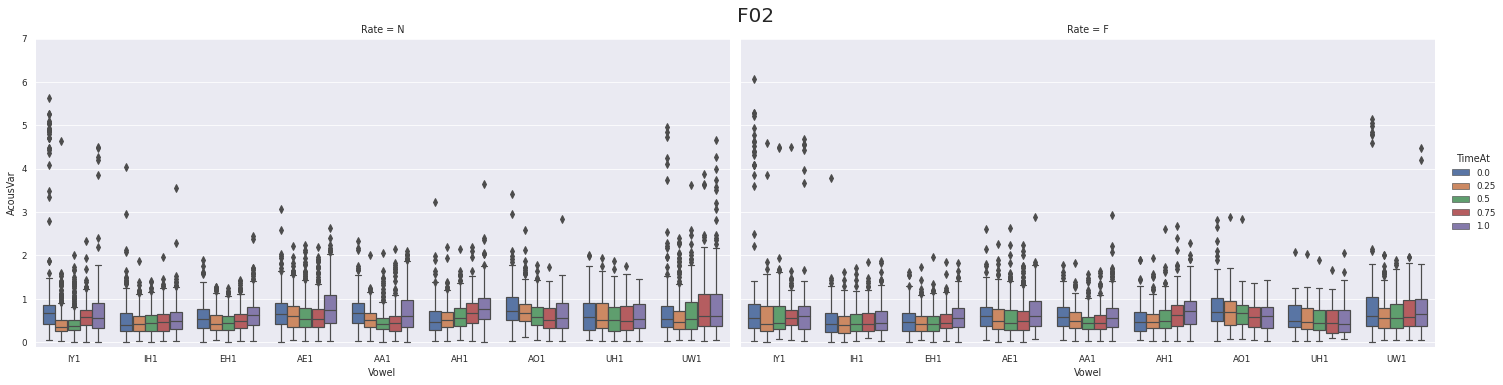 F02
Rate = N
Rate = F
7
6
5
4
3
2
1
0
AcousVar
IY1 IH1 EH1 AE1 AA1 AH1 AO1 UH1 UW1
IY1 IH1 EH1 AE1 AA1 AH1 AO1 UH1 UW1
Vowel
Vowel
TimeAt
0.0
0.25
0.5
0.75
1.0